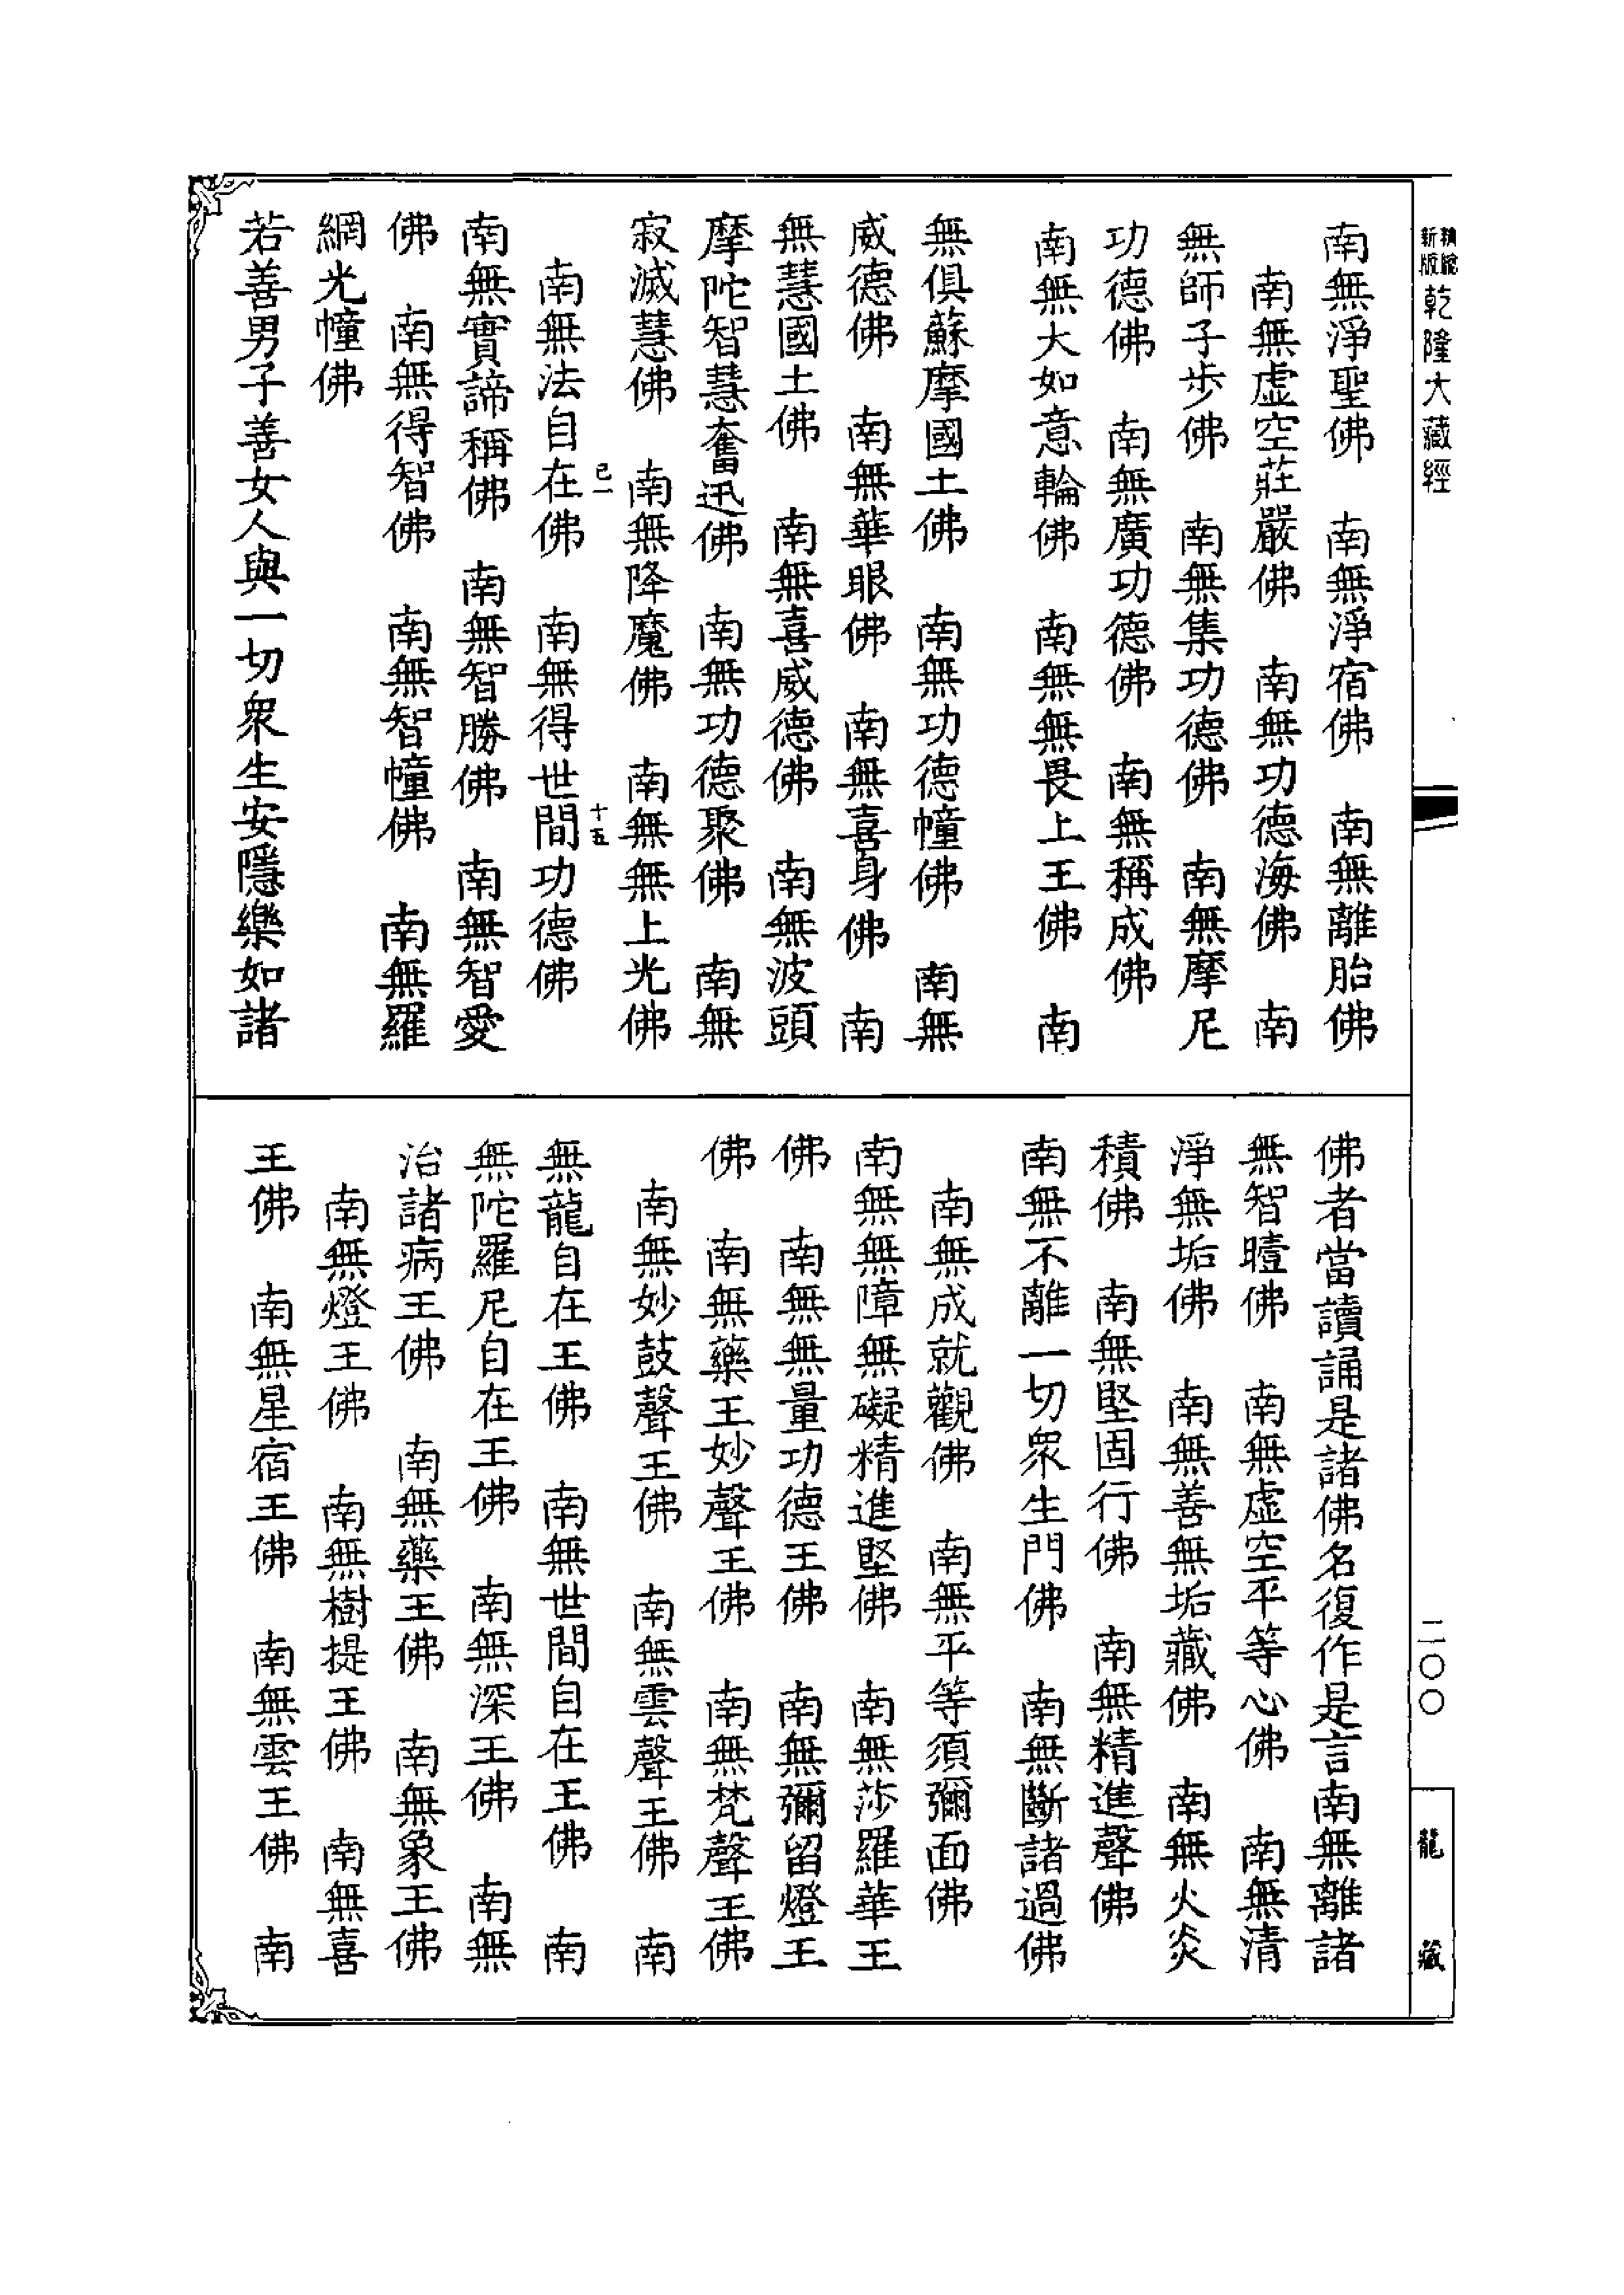 新版 精縮
乾隆大藏經
二〇〇
龍藏
南無淨聖佛　南無淨宿佛　南無離胎佛
南無虛空莊嚴佛　南無功德海佛　南
無師子步佛　南無集功德佛　南無摩尼
功德佛　南無廣功德佛　南無稱成佛
南無大如意輪佛　南無無畏上王佛　南
無俱蘇摩國土佛　南無功德幢佛　南無
威德佛　南無華眼佛　南無喜身佛　南
無慧國土佛　南無喜威德佛　南無波頭
摩陀智慧奮迅佛　南無功德聚佛　南無
寂滅慧佛　南無降魔佛　南無無上光佛
已一　十五
南無法自在佛　南無得世間功德佛
南無實諦稱佛　南無智勝佛　南無智愛
佛　南無得智佛　南無智幢佛　南無羅
網光幢佛
若善男子善女人與一切衆生安隱樂如諸
佛者當讀誦是諸佛名復作是言南無離諸
無智曀佛　南無虛空平等心佛　南無清
淨無垢佛　南無善無垢藏佛　南無火炎
積佛　南無堅固行佛　南無精進聲佛
南無不離一切衆生門佛　南無斷諸過佛
南無成就觀佛　南無平等須彌面佛
南無無障無礙精進堅佛　南無莎羅華王
佛　南無無量功德王佛　南無彌留燈王
佛　南無藥王妙聲王佛　南無梵聲王佛
南無妙鼓聲王佛　南無雲聲王佛　南
無龍自在王佛　南無世間自在王佛　南
無陀羅尼自在王佛　南無深王佛　南無
治諸病王佛　南無藥王佛　南無象王佛
南無燈王佛　南無樹提王佛　南無喜
王佛　南無星宿王佛　南無雲王佛　南